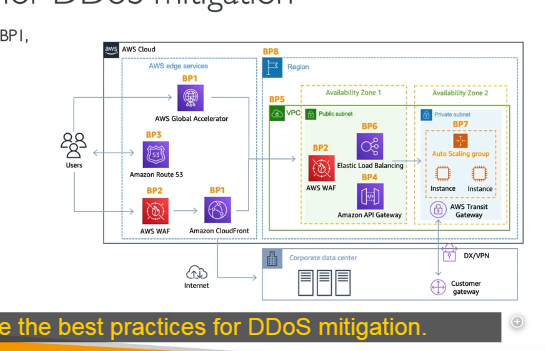 for DDoS mitigation
BP1,
aws AWS Cloud
BP8
AWS edge services
Region
BP1
Availability Zone 1
Availability Zone 2
BP5
VPC
Public subnet
Private subnet
AWS Global Accelerator
BP3
BP6
BP7
Auto Scaling group
53
BP2
Users
Elastic Load Balancing
Amazon Route 53
BP4
Instance
Instance
BP2
BP1
AWS WAF
Amazon API Gateway
AWS Transit
Gateway
AWS WAF
Amazon CloudFront
Corporate data center
DX/VPN
Internet
Customer
gateway
e the best practices for DDoS mitigation.